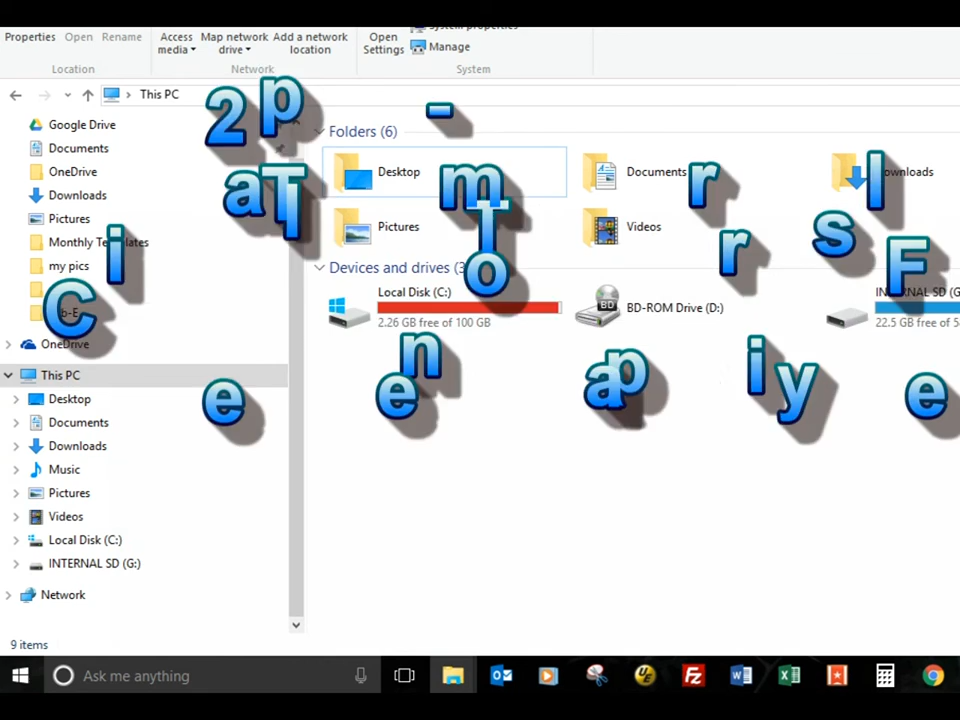 System properties
Properties Open Rename
Access media
Map network drive
Add a network location
Open Settings
Manage
Location
Network
System
This PC
Google Drive
Documents
OneDrive
Downloads
Pictures
Monthly
my pics
OneDrive
This PC
Desktop
Documents
Downloads
Music
Pictures
Videos
Local Disk (C:)
INTERNAL SD (G:)
Network
Folders (6)
Desktop
Documents
Pictures
Videos
Devices and drives
Local Disk (C:)
2.26 GB free of 100 GB
BD-ROM Drive (D:)
22.5 GB free of
2 p -
a T m r l
i T o r s F
C
n
e e a p i y e
9 items
Ask me anything